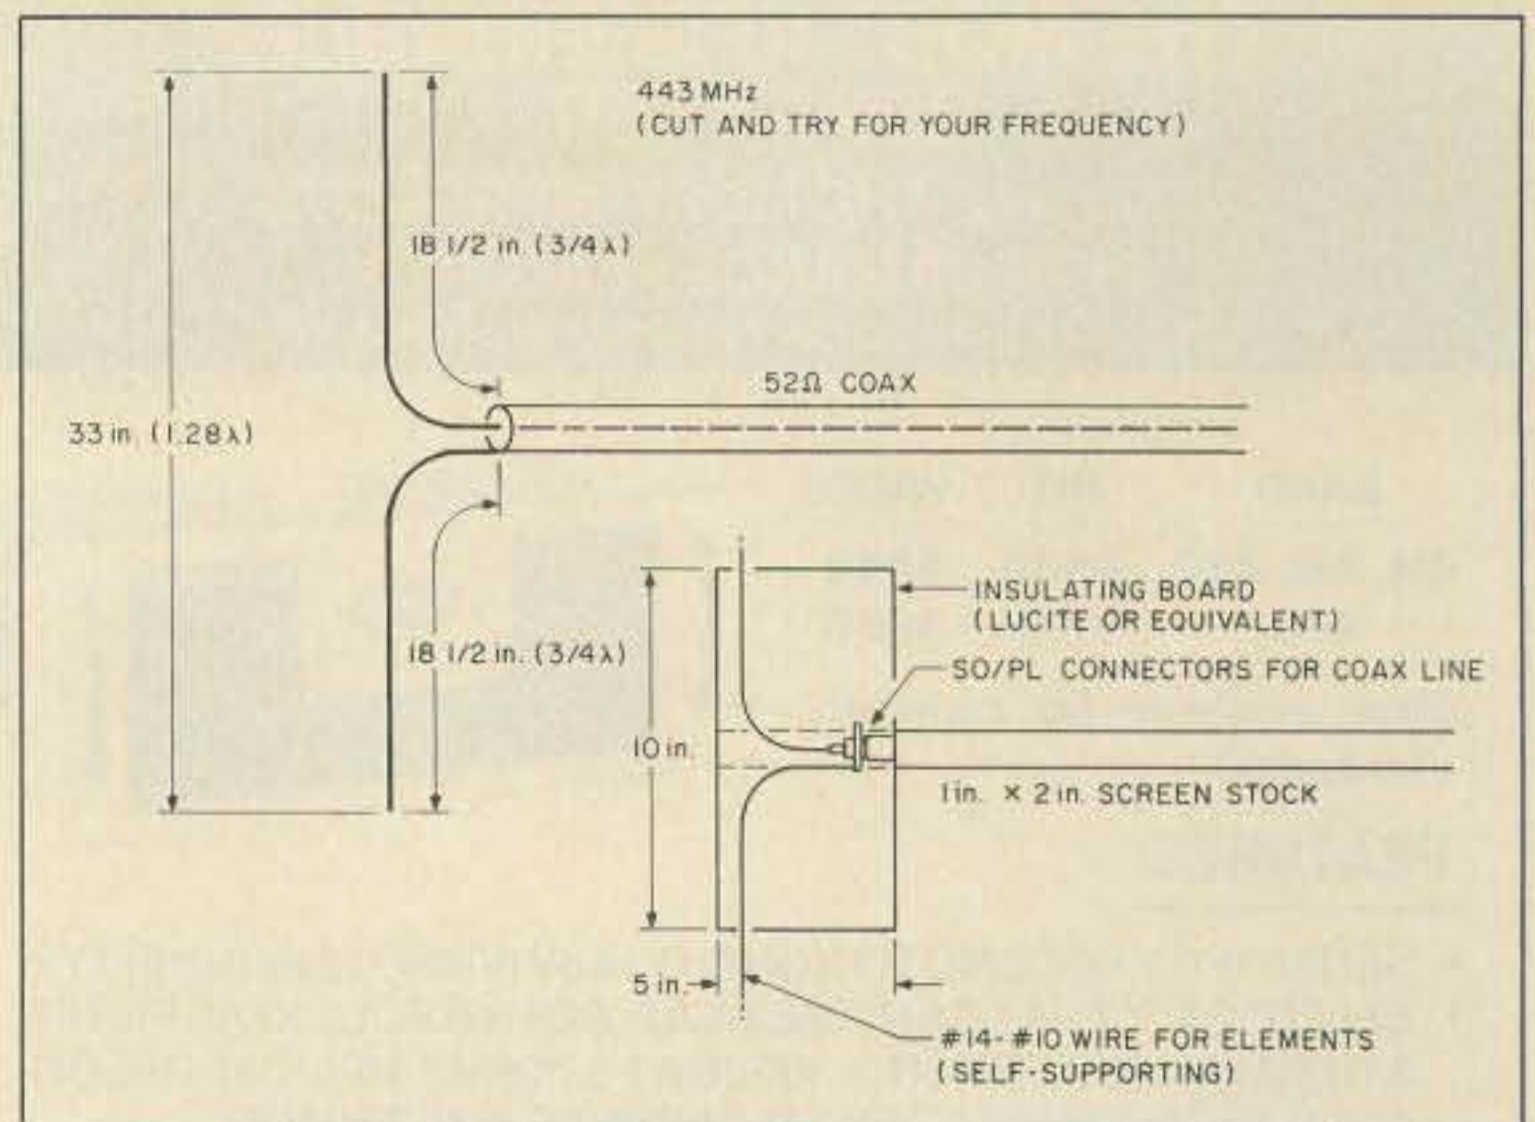 443 MHz
(CUT AND TRY FOR YOUR FREQUENCY)
18 1/2 in. (3/4 λ)
52Ω COAX
33 in. (1.28λ)
18 1/2 in. (3/4 λ)
INSULATING BOARD
(LUCITE OR EQUIVALENT)
SO/PL CONNECTORS FOR COAX LINE
10 in.
1 in. × 2 in. SCREEN STOCK
5 in.
#14-#10 WIRE FOR ELEMENTS
(SELF-SUPPORTING)